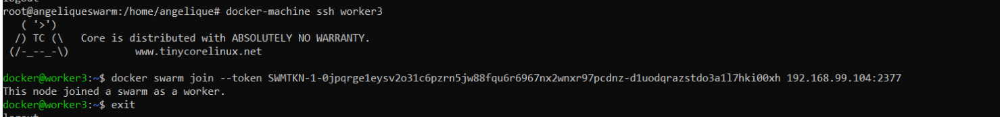 logout
root@angeliqueswarm:/home/angelique# docker-machine ssh worker3
   ( '>')
  /) TC (\   Core is distributed with ABSOLUTELY NO WARRANTY.
 (/-_--_-\)           www.tinycorelinux.net
docker@worker3:~$ docker swarm join --token SWMTKN-1-0jpqrge1eysv2o31c6pzrn5jw88fqu6r6967nx2wnxr97pcdnz-d1uodqrazstdo3a1l7hki00xh 192.168.99.104:2377
This node joined a swarm as a worker.
docker@worker3:~$ exit
logout